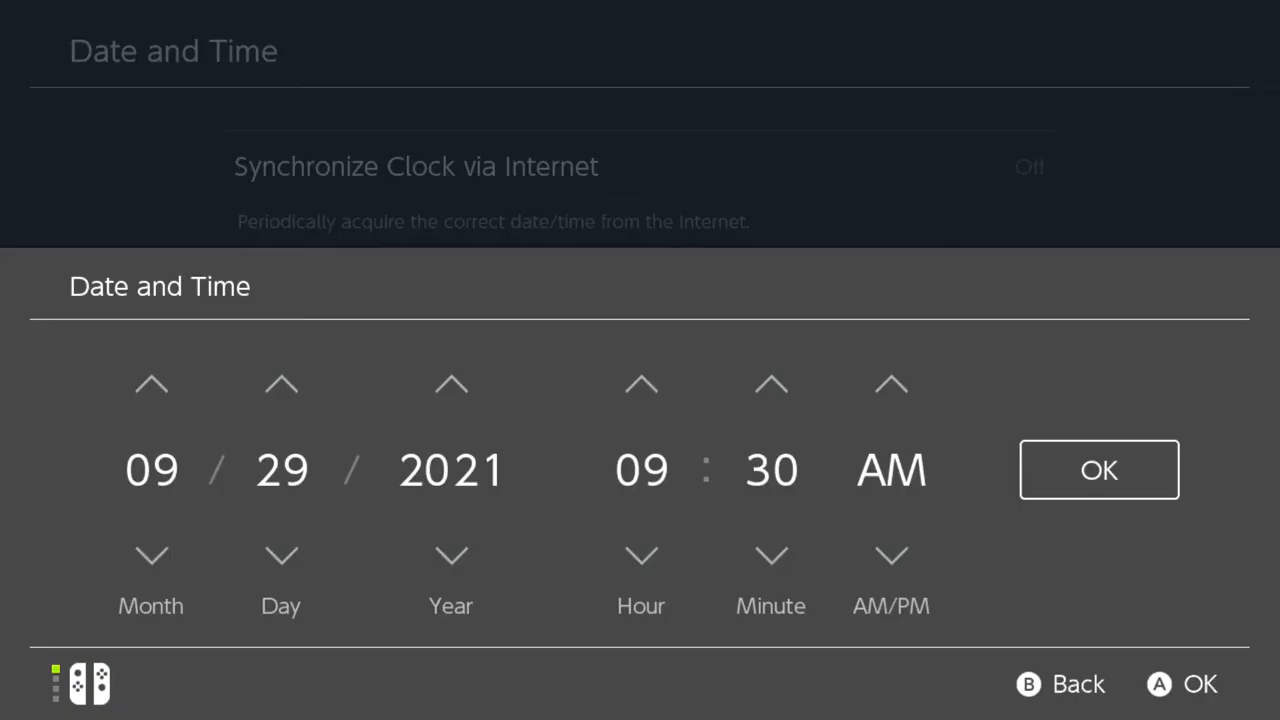 Date and Time
Synchronize Clock via Internet Off
Periodically acquire the correct date/time from the Internet.
Date and Time
09 / 29 / 2021 09 : 30 AM OK
Month Day Year Hour Minute AM/PM
B Back A OK